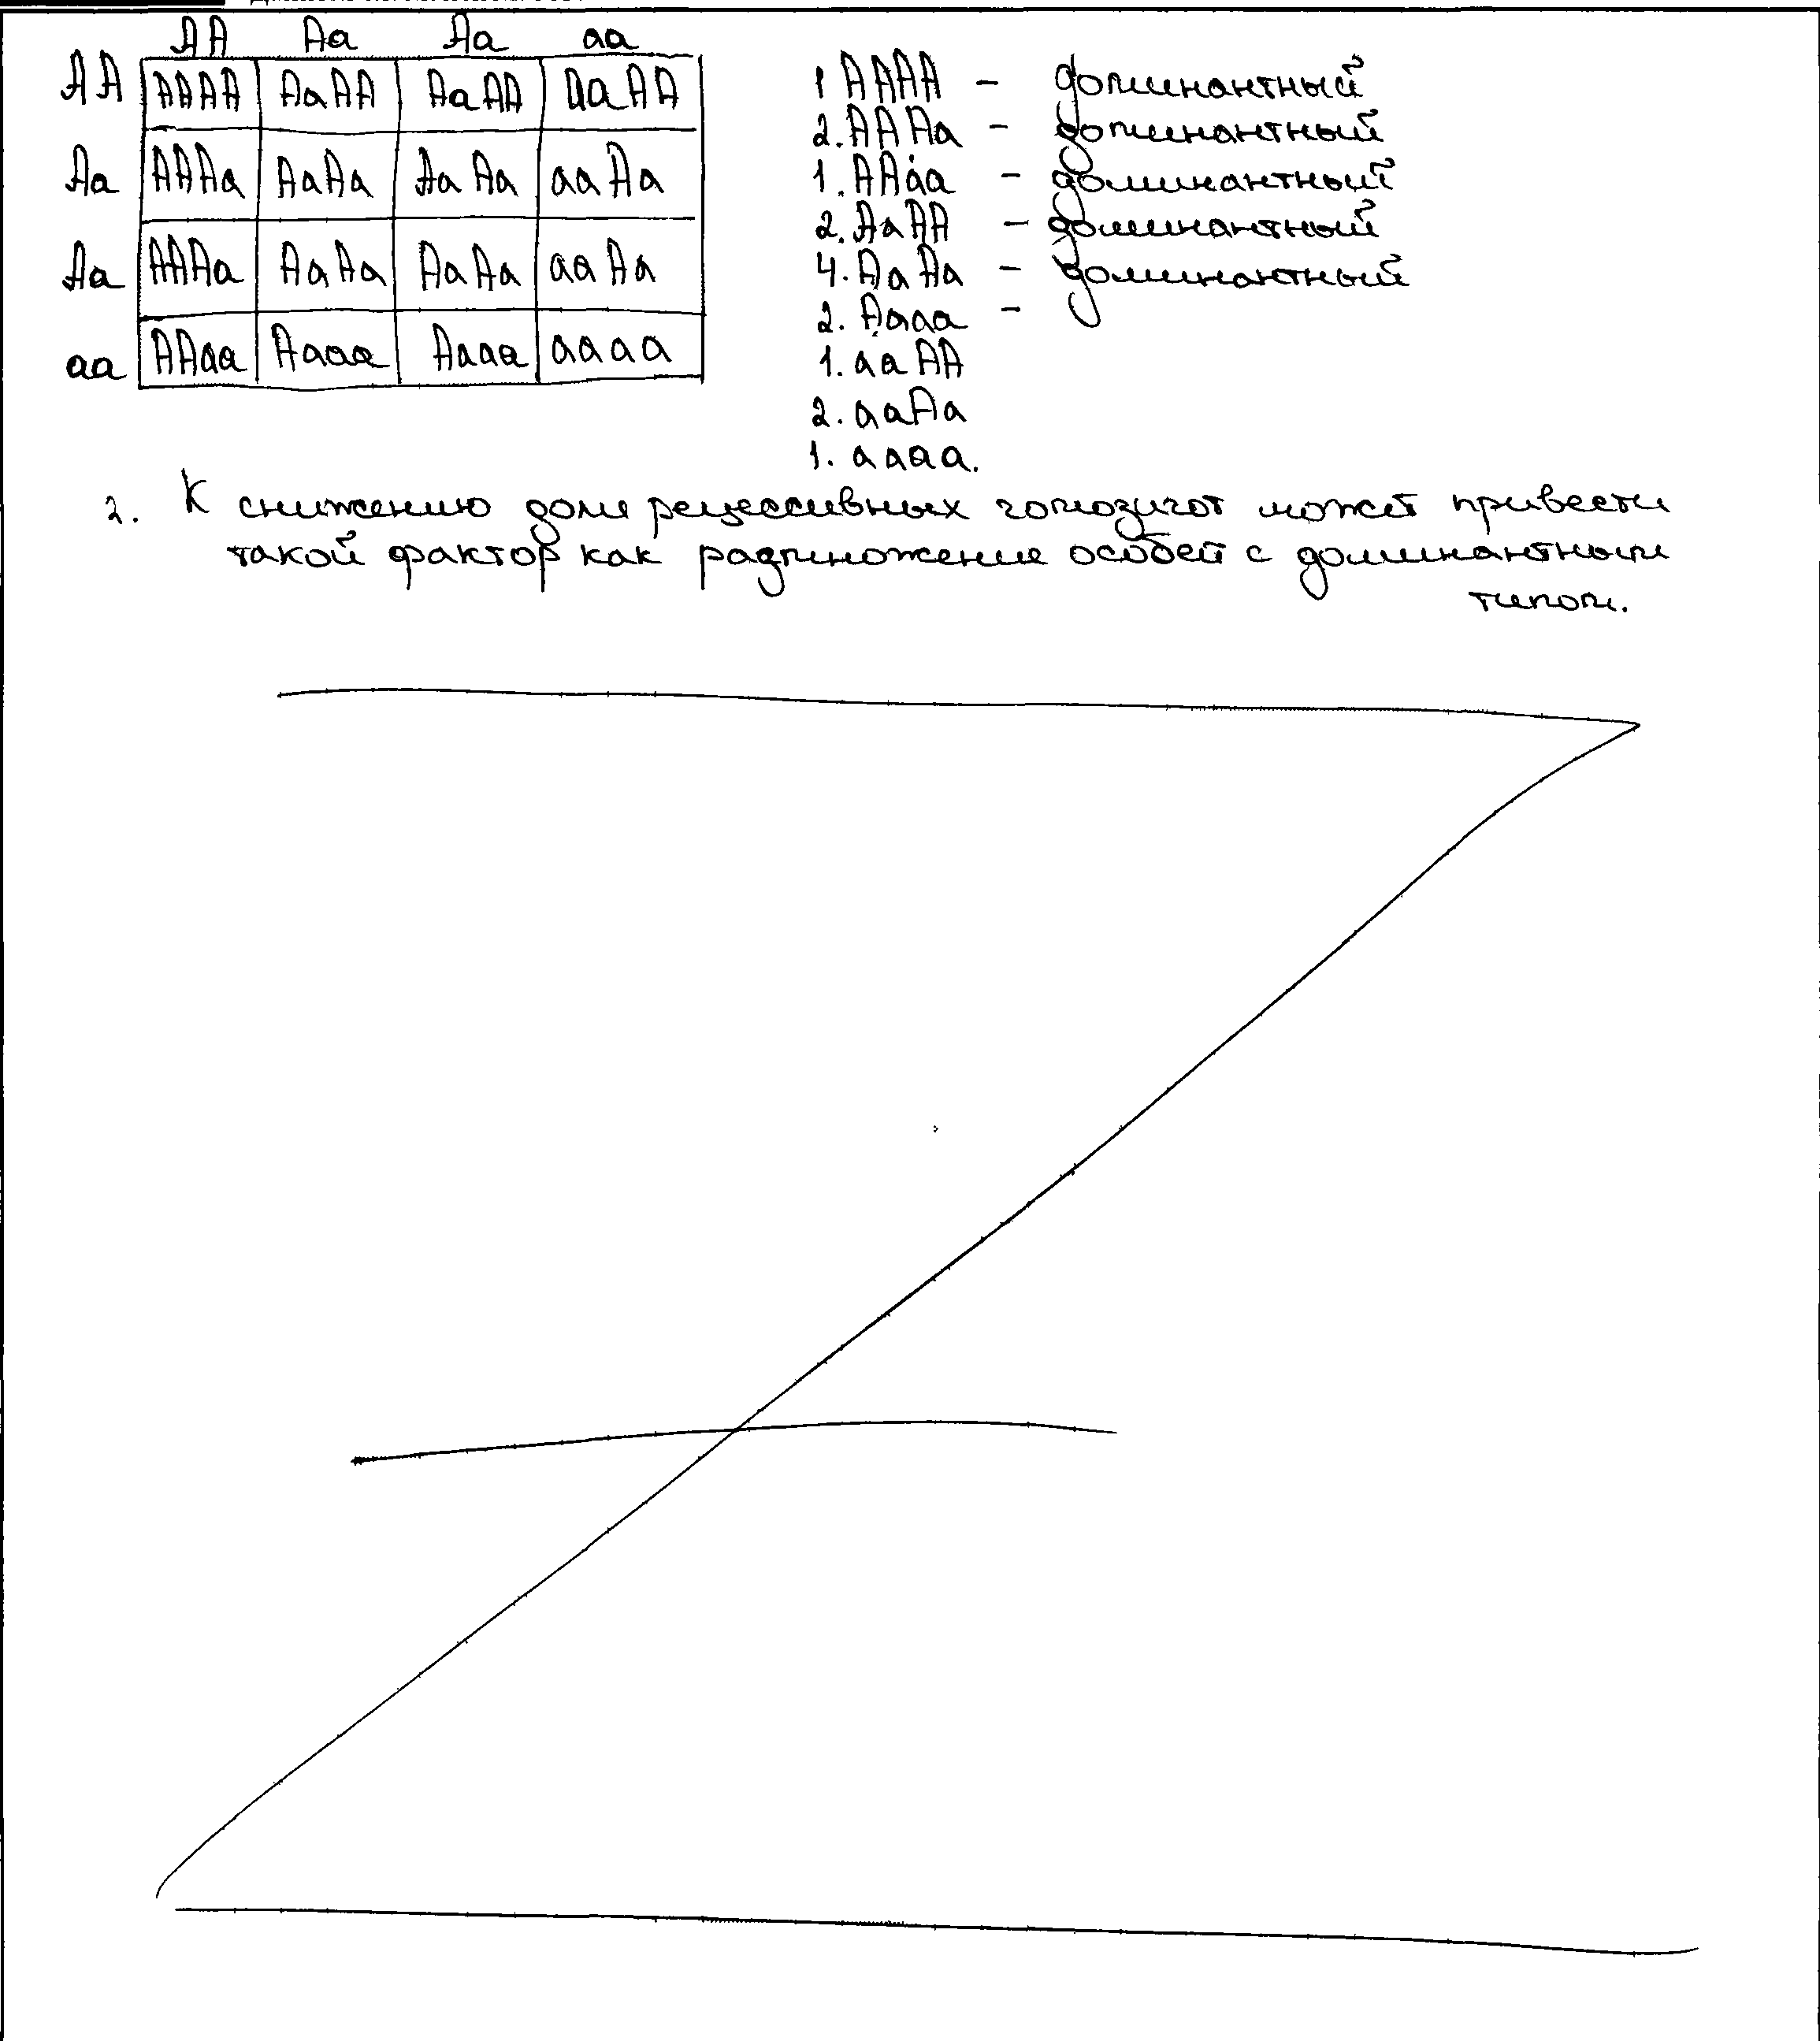 AA Aa Aa aa
AA AAAA AaAA AaAA aaAA
Aa AAAa AaAa AaAa aaAa
Aa AAAa AaAa AaAa aaAa
aa AAaa Aaaa Aaaa aaaa
1 AAAA - доминантный
2. AAAa - доминантный
1. AAaa - доминантный
2. AaAA - доминантный
4. AaAa - доминантный
2. Aaaa -
1. aaAA
2. aaAa
1. aaaa.
2. К снижению доли рецессивных гомозигот может привести
такой фактор как размножение особей с доминантным
типом.